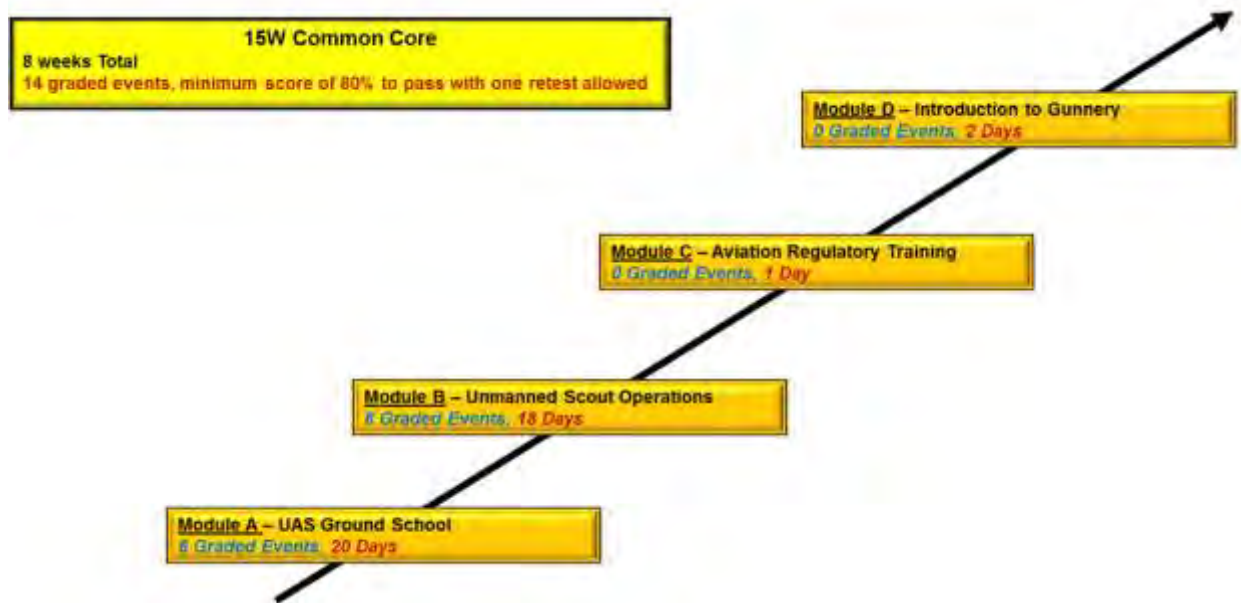 15W Common Core
8 weeks Total
14 graded events, minimum score of 80% to pass with one retest allowed
Module D – Introduction to Gunnery
0 Graded Events, 2 Days
Module C – Aviation Regulatory Training
0 Graded Events, 1 Day
Module B – Unmanned Scout Operations
8 Graded Events, 18 Days
Module A – UAS Ground School
6 Graded Events, 20 Days